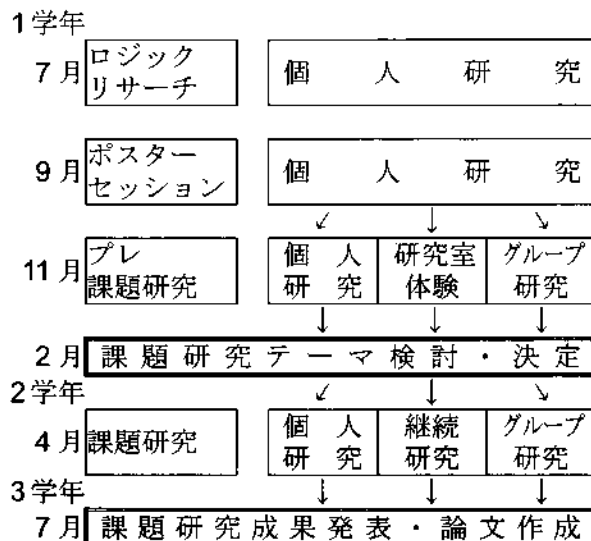 1学年
7月 ロジック リサーチ 個人研究
9月 ポスター セッション 個人研究
↙ ↓ ↘
11月 プレ 課題研究 個人研究 研究室体験 グループ研究
↓ ↓ ↓
2月 課題研究テーマ検討・決定
2学年
↙ ↓ ↘
4月 課題研究 個人研究 継続研究 グループ研究
3学年
↓ ↓ ↓
7月 課題研究成果発表・論文作成